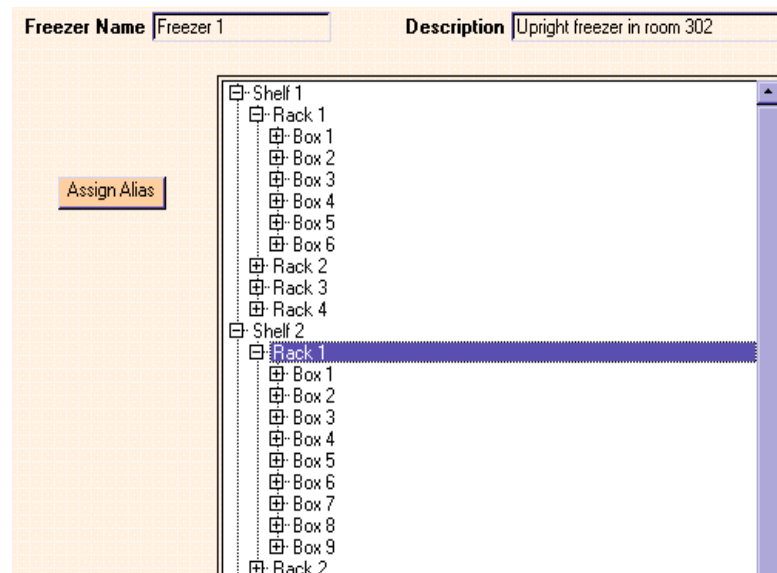 Freezer Name Freezer 1 Description Upright freezer in room 302
Shelf 1
Rack 1
Box 1
Box 2
Box 3
Assign Alias
Box 4
Box 5
Box 6
Rack 2
Rack 3
Rack 4
Shelf 2
Rack 1
Box 1
Box 2
Box 3
Box 4
Box 5
Box 6
Box 7
Box 8
Box 9
Rack 2